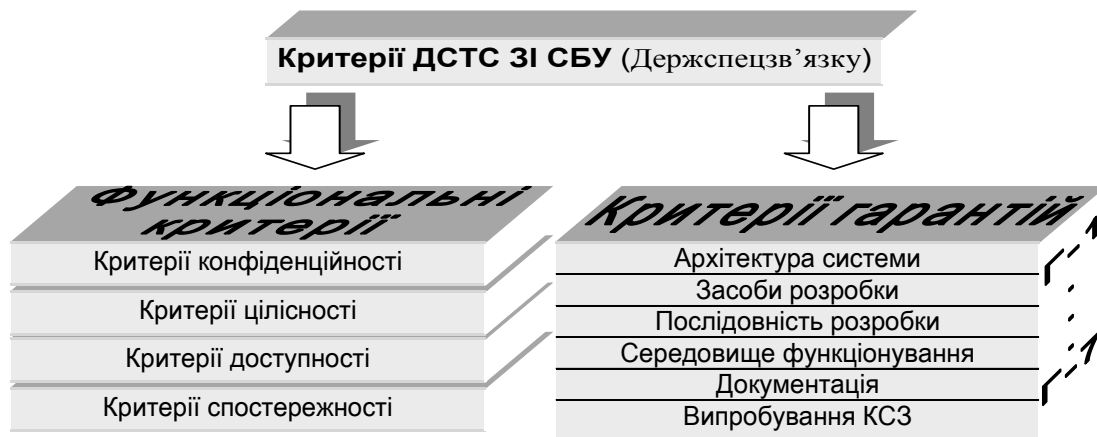 Критерії ДСТС ЗІ СБУ (Держспецзв’язку)
Функціональні
критерії
Критерії конфіденційності
Критерії цілісності
Критерії доступності
Критерії спостережності
Критерії гарантій
Архітектура системи
Засоби розробки
Послідовність розробки
Середовище функціонування
Документація
Випробування КСЗ